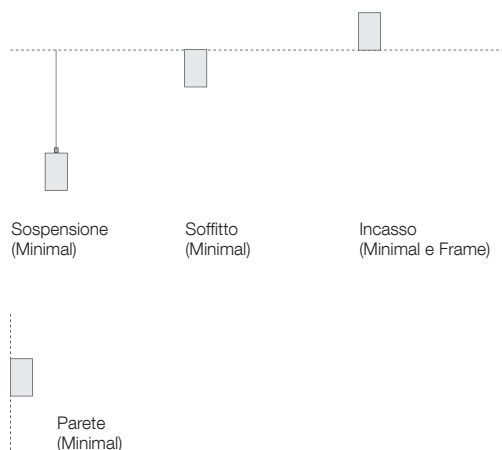 Sospensione
(Minimal)
Soffitto
(Minimal)
Incasso
(Minimal e Frame)
Parete
(Minimal)